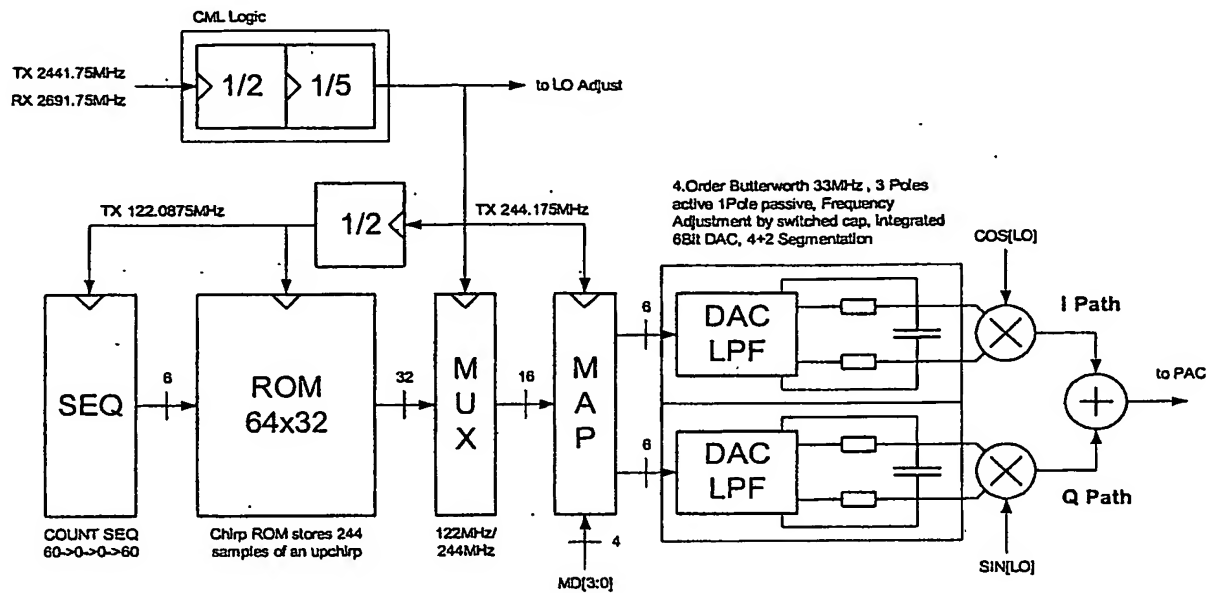 CML Logic
TX 2441.75MHz
RX 2691.75MHz
1/2
1/5
to LO Adjust
4.Order Butterworth 33MHz , 3 Poles
active 1Pole passive, Frequency
Adjustment by switched cap, integrated
6Bit DAC, 4+2 Segmentation
TX 122.0875MHz
1/2
TX 244.175MHz
COS[LO]
SEQ
6
ROM
64x32
32
M
U
X
16
M
A
P
6
DAC
LPF
I Path
6
DAC
LPF
to PAC
Q Path
COUNT SEQ
60->0->0->60
Chirp ROM stores 244
samples of an upchirp
122MHz/
244MHz
4
MD[3:0]
SIN[LO]